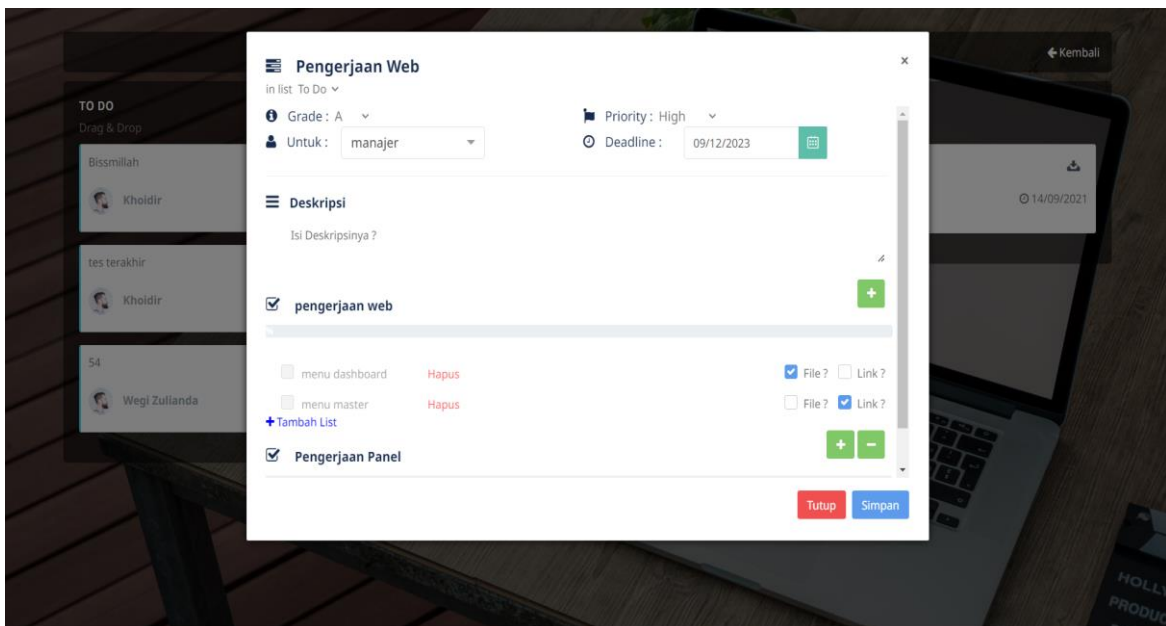 Kembali
TO DO
Drag & Drop
Bissmillah
Khoidir
tes terakhir
Khoidir
54
Wegi Zulianda
14/09/2021
Pengerjaan Web
x
in list To Do
Grade : A
Priority : High
Untuk : manajer
Deadline : 09/12/2023
Deskripsi
Isi Deskripsinya ?
+
pengerjaan web
menu dashboard Hapus File ? Link ?
menu master Hapus File ? Link ?
+Tambah List
Pengerjaan Panel + −
Tutup Simpan
HOLLY
PRODUC